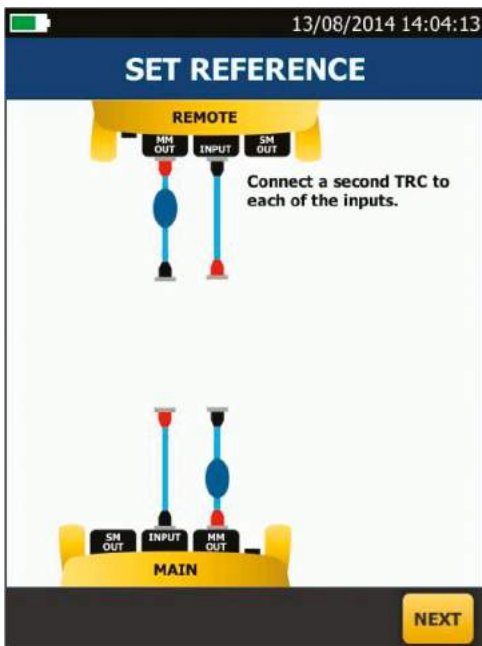 13/08/2014 14:04:13
SET REFERENCE
REMOTE
MM OUT
INPUT
SM OUT
Connect a second TRC to
each of the inputs.
SM OUT
INPUT
MM OUT
MAIN
NEXT